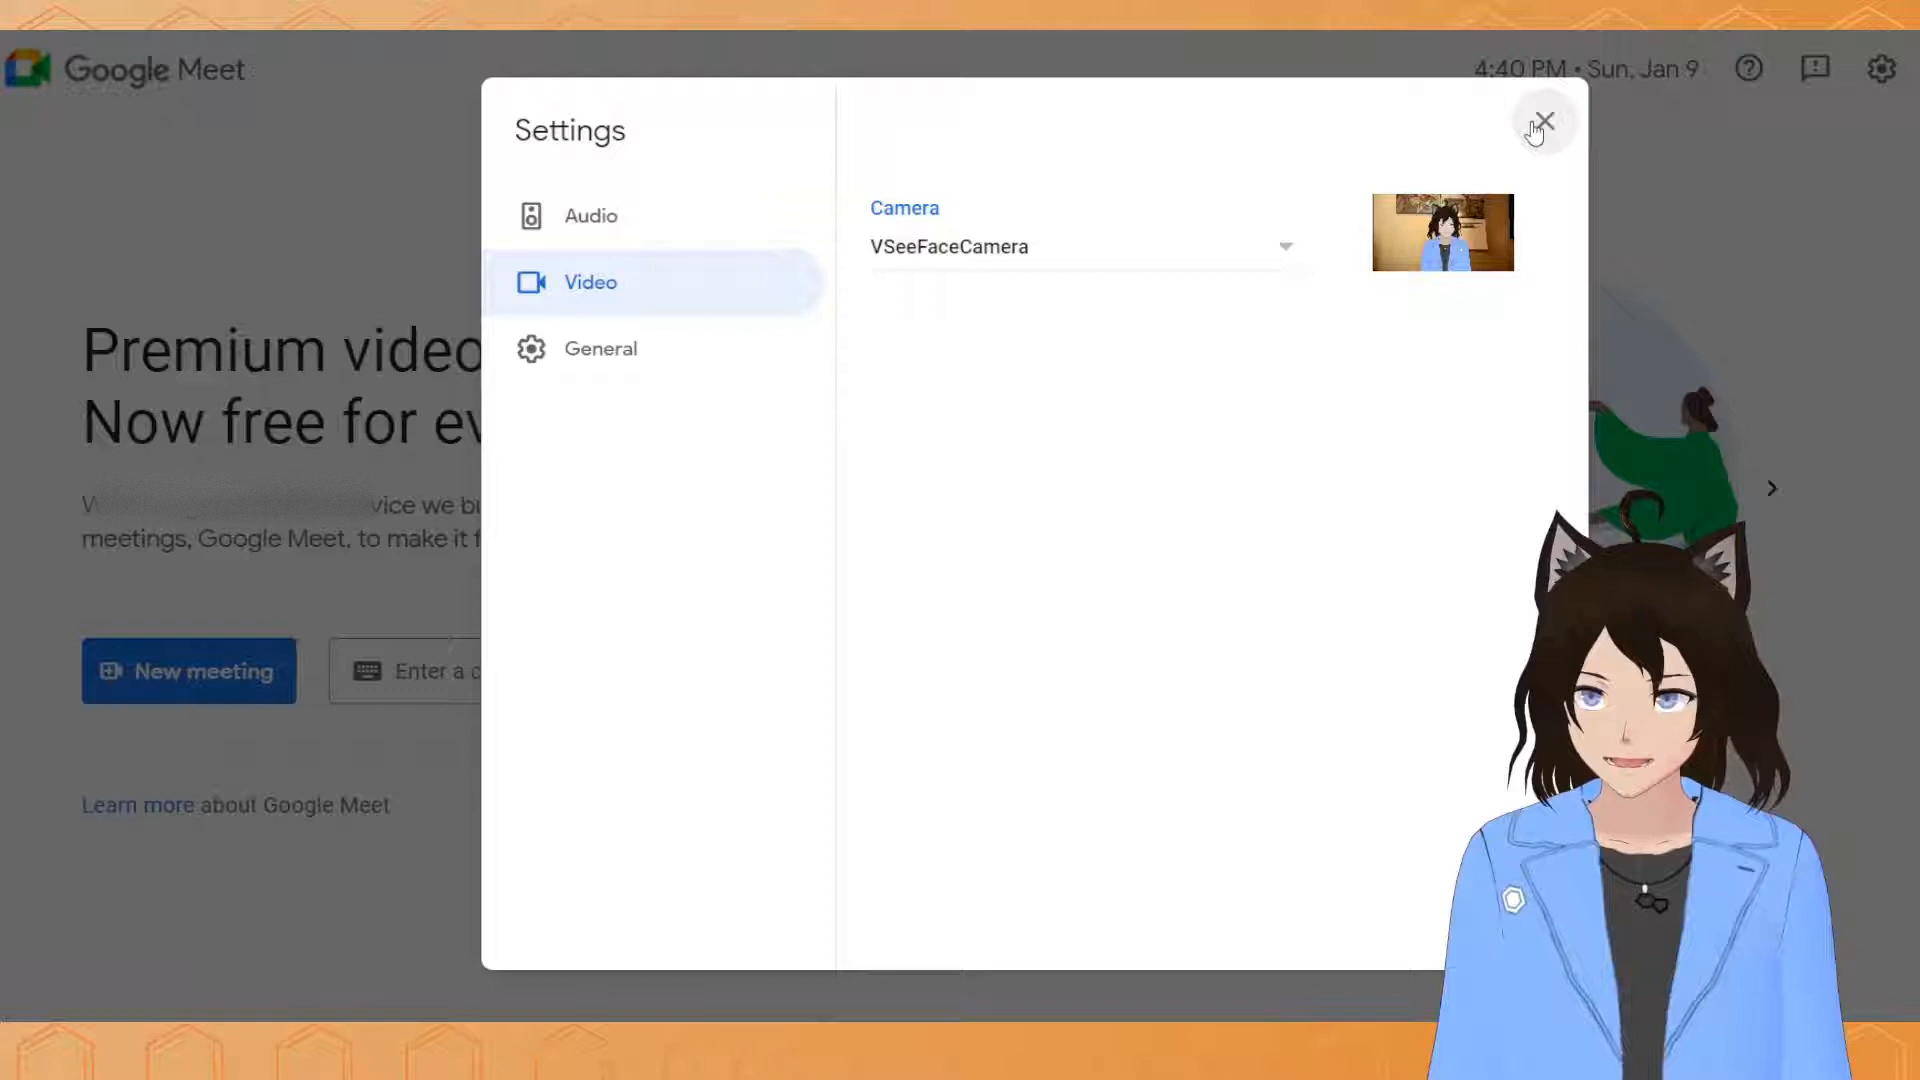 Google Meet
4:40 PM • Sun, Jan 9
Settings
Audio
Video
General
Camera
VSeeFaceCamera
Premium video
Now free for ev
vice we bu
meetings, Google Meet, to make it f
New meeting
Enter a c
Learn more about Google Meet